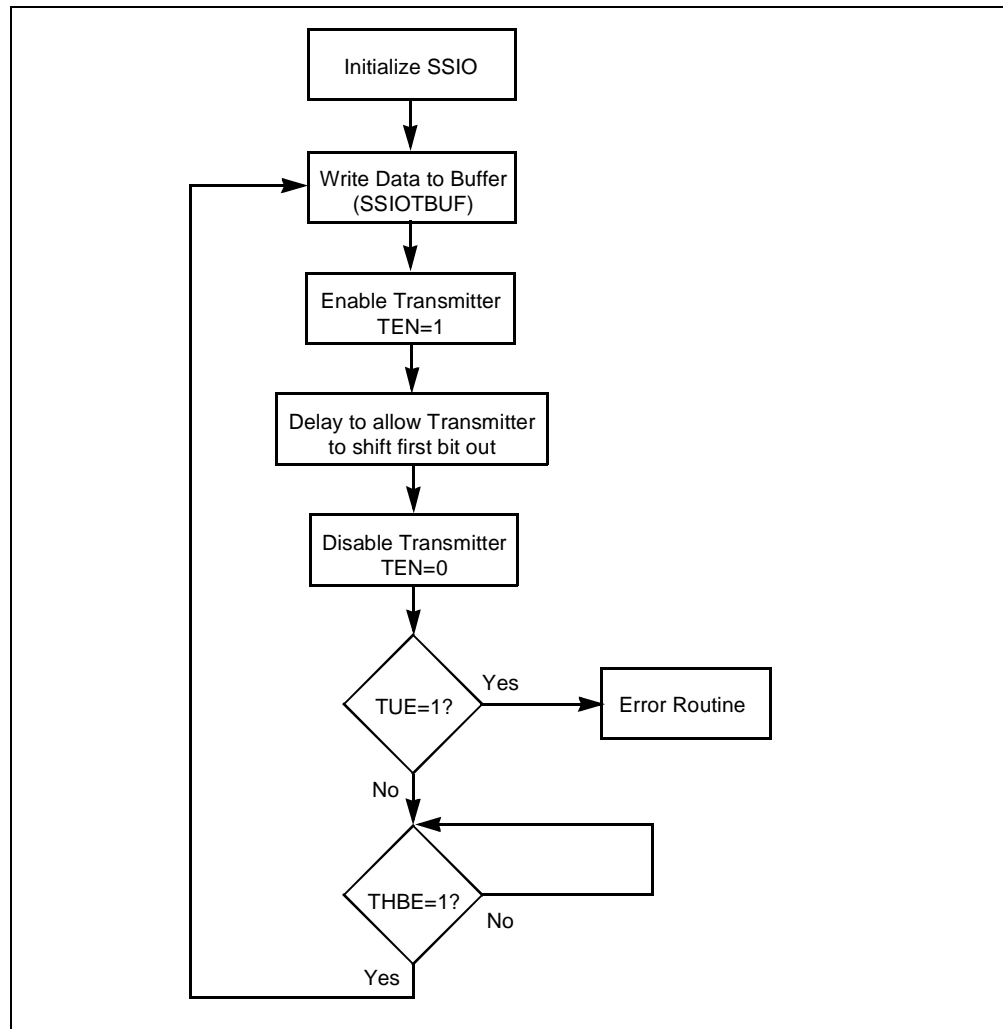 Initialize SSIO
Write Data to Buffer
(SSIOTBUF)
Enable Transmitter
TEN=1
Delay to allow Transmitter
to shift first bit out
Disable Transmitter
TEN=0
TUE=1?
Yes
Error Routine
No
THBE=1?
No
Yes